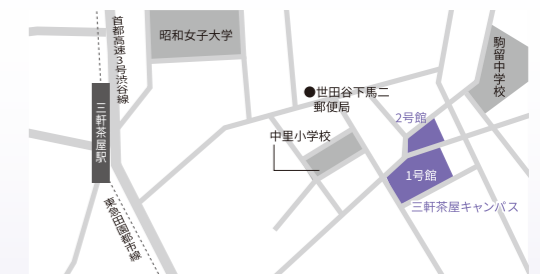 首都高速3号渋谷線
昭和女子大学
駒留中学校
世田谷下馬二
郵便局
三軒茶屋駅
2号館
中里小学校
1号館
三軒茶屋キャンパス
東急田園都市線